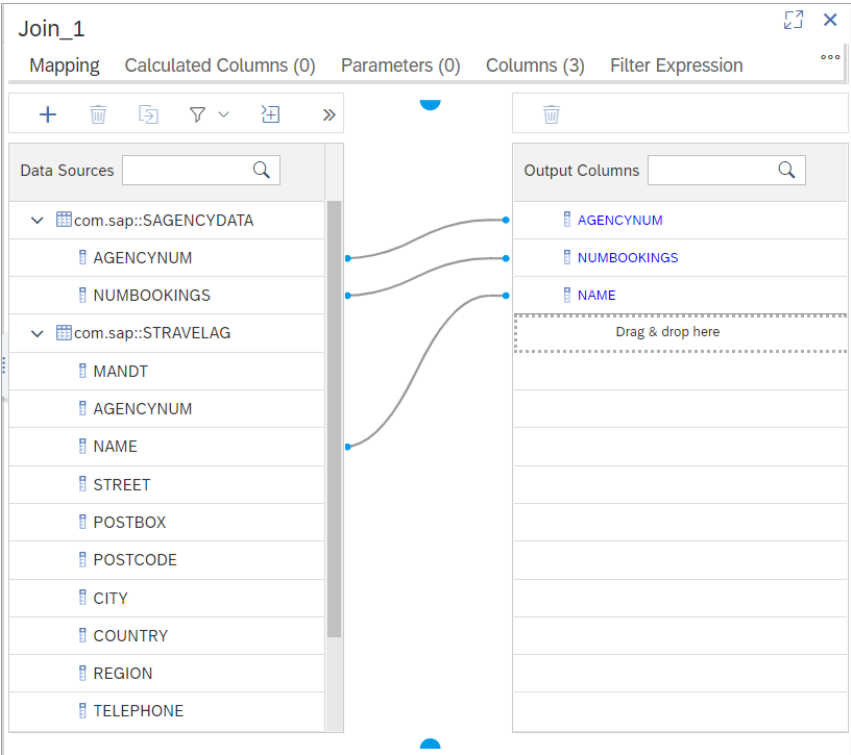 Join_1
Mapping Calculated Columns (0) Parameters (0) Columns (3) Filter Expression
Data Sources
com.sap::SAGENCYDATA
AGENCYNUM
NUMBOOKINGS
com.sap::STRAVELAG
MANDT
AGENCYNUM
NAME
STREET
POSTBOX
POSTCODE
CITY
COUNTRY
REGION
TELEPHONE
Output Columns
AGENCYNUM
NUMBOOKINGS
NAME
Drag & drop here